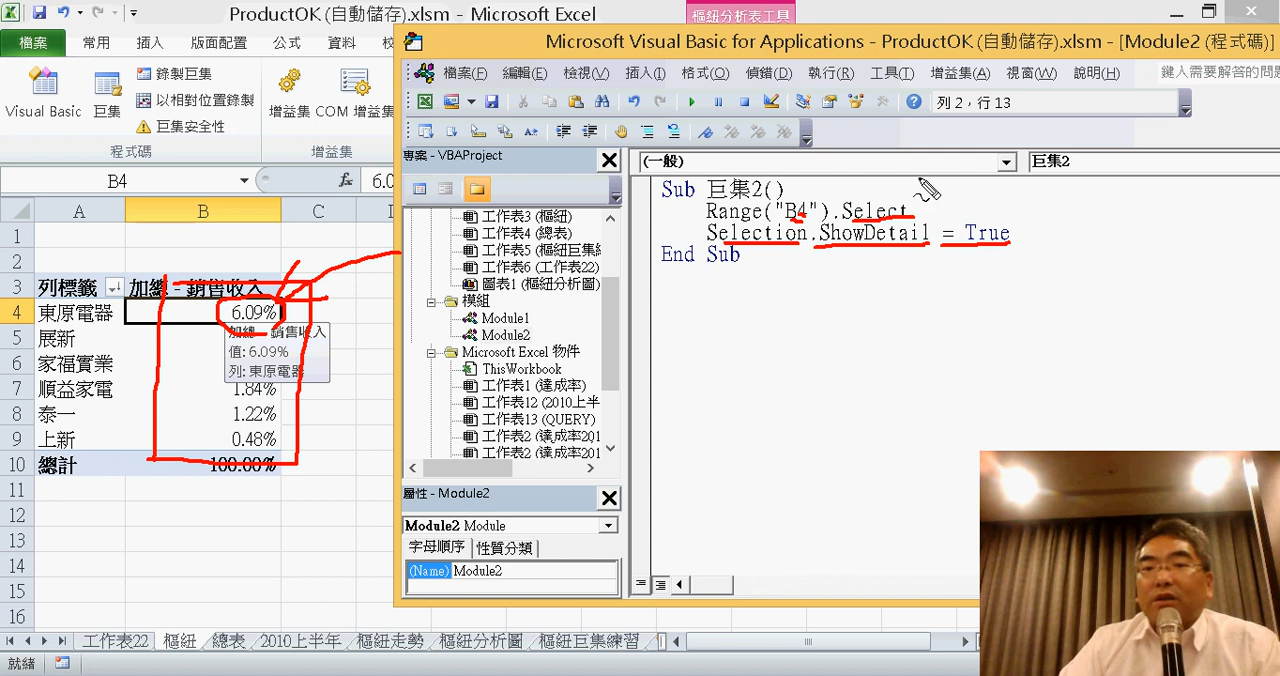 ProductOK (自動儲存).xlsm - Microsoft Excel
樞紐分析表工具
檔案 常用 插入 版面配置 公式 資料
Visual Basic 巨集
錄製巨集
以相對位置錄製
巨集安全性
程式碼
增益集 COM 增益集
增益集
B4
fx
A B C
1
2
3 列標籤 加總 - 銷售收入
4 東原電器 6.09%
5 展新
6 家福實業
7 順益家電 1.84%
8 泰一 1.22%
9 上新 0.48%
10 總計 100.00%
11
12
13
14
15
16
加總 - 銷售收入
值: 6.09%
列: 東原電器
工作表22 樞紐 總表 2010上半年 樞紐走勢 樞紐分析圖 樞紐巨集練習
就緒
Microsoft Visual Basic for Applications - ProductOK (自動儲存).xlsm - [Module2 (程式碼)]
檔案(F) 編輯(E) 檢視(V) 插入(I) 格式(O) 偵錯(D) 執行(R) 工具(T) 增益集(A) 視窗(W) 說明(H) 鍵入需要解答的問題
列 2，行 13
專案 - VBAProject
工作表3 (樞紐)
工作表4 (總表)
工作表5 (樞紐巨集
工作表6 (工作表22)
圖表1 (樞紐分析圖)
模組
Module1
Module2
Microsoft Excel 物件
ThisWorkbook
工作表1 (達成率)
工作表12 (2010上半
工作表13 (QUERY)
工作表2 (達成率201
工作表2 (達成率201
屬性 - Module2
Module2 Module
字母順序 性質分類
(Name) Module2
(一般) 巨集2
Sub 巨集2()
Range("B4").Select
Selection.ShowDetail = True
End Sub